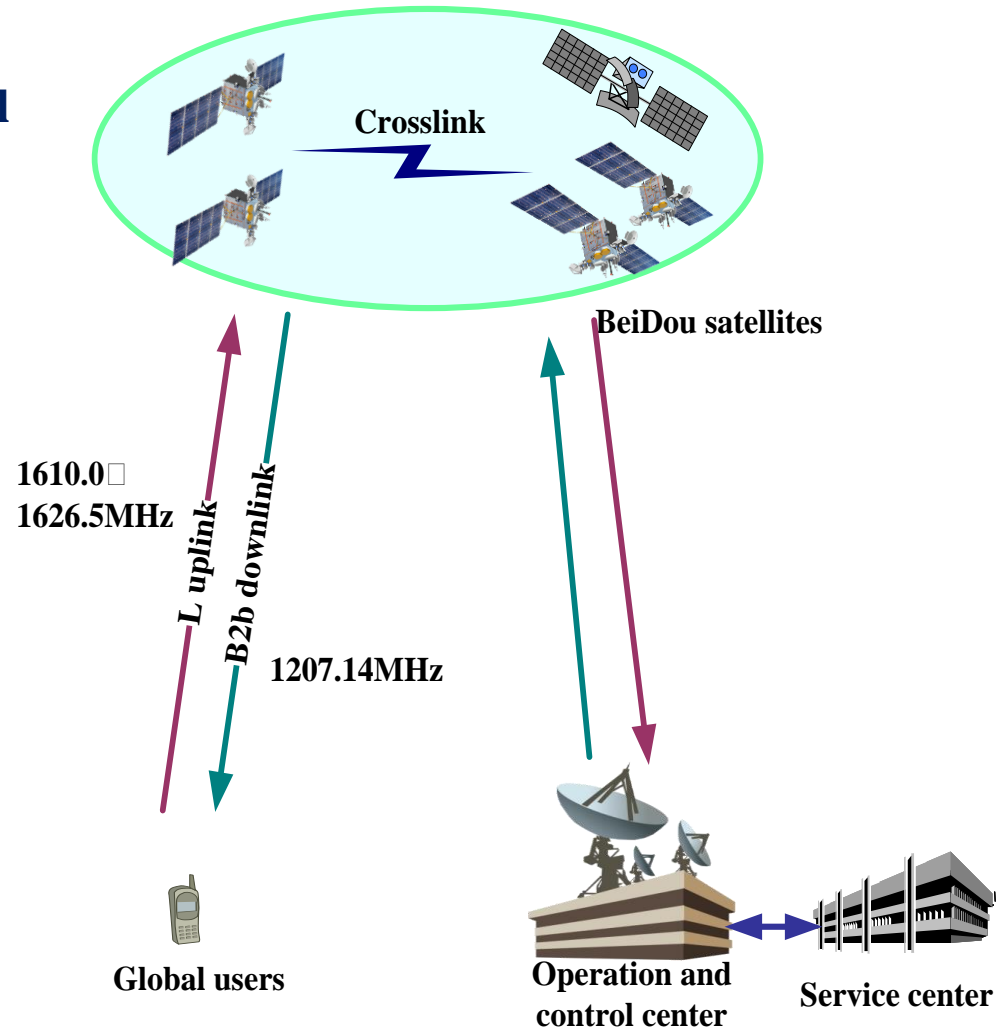 Crosslink
BeiDou satellites
1610.0□
1626.5MHz
L uplink
B2b downlink
1207.14MHz
Global users
Operation and
control center
Service center